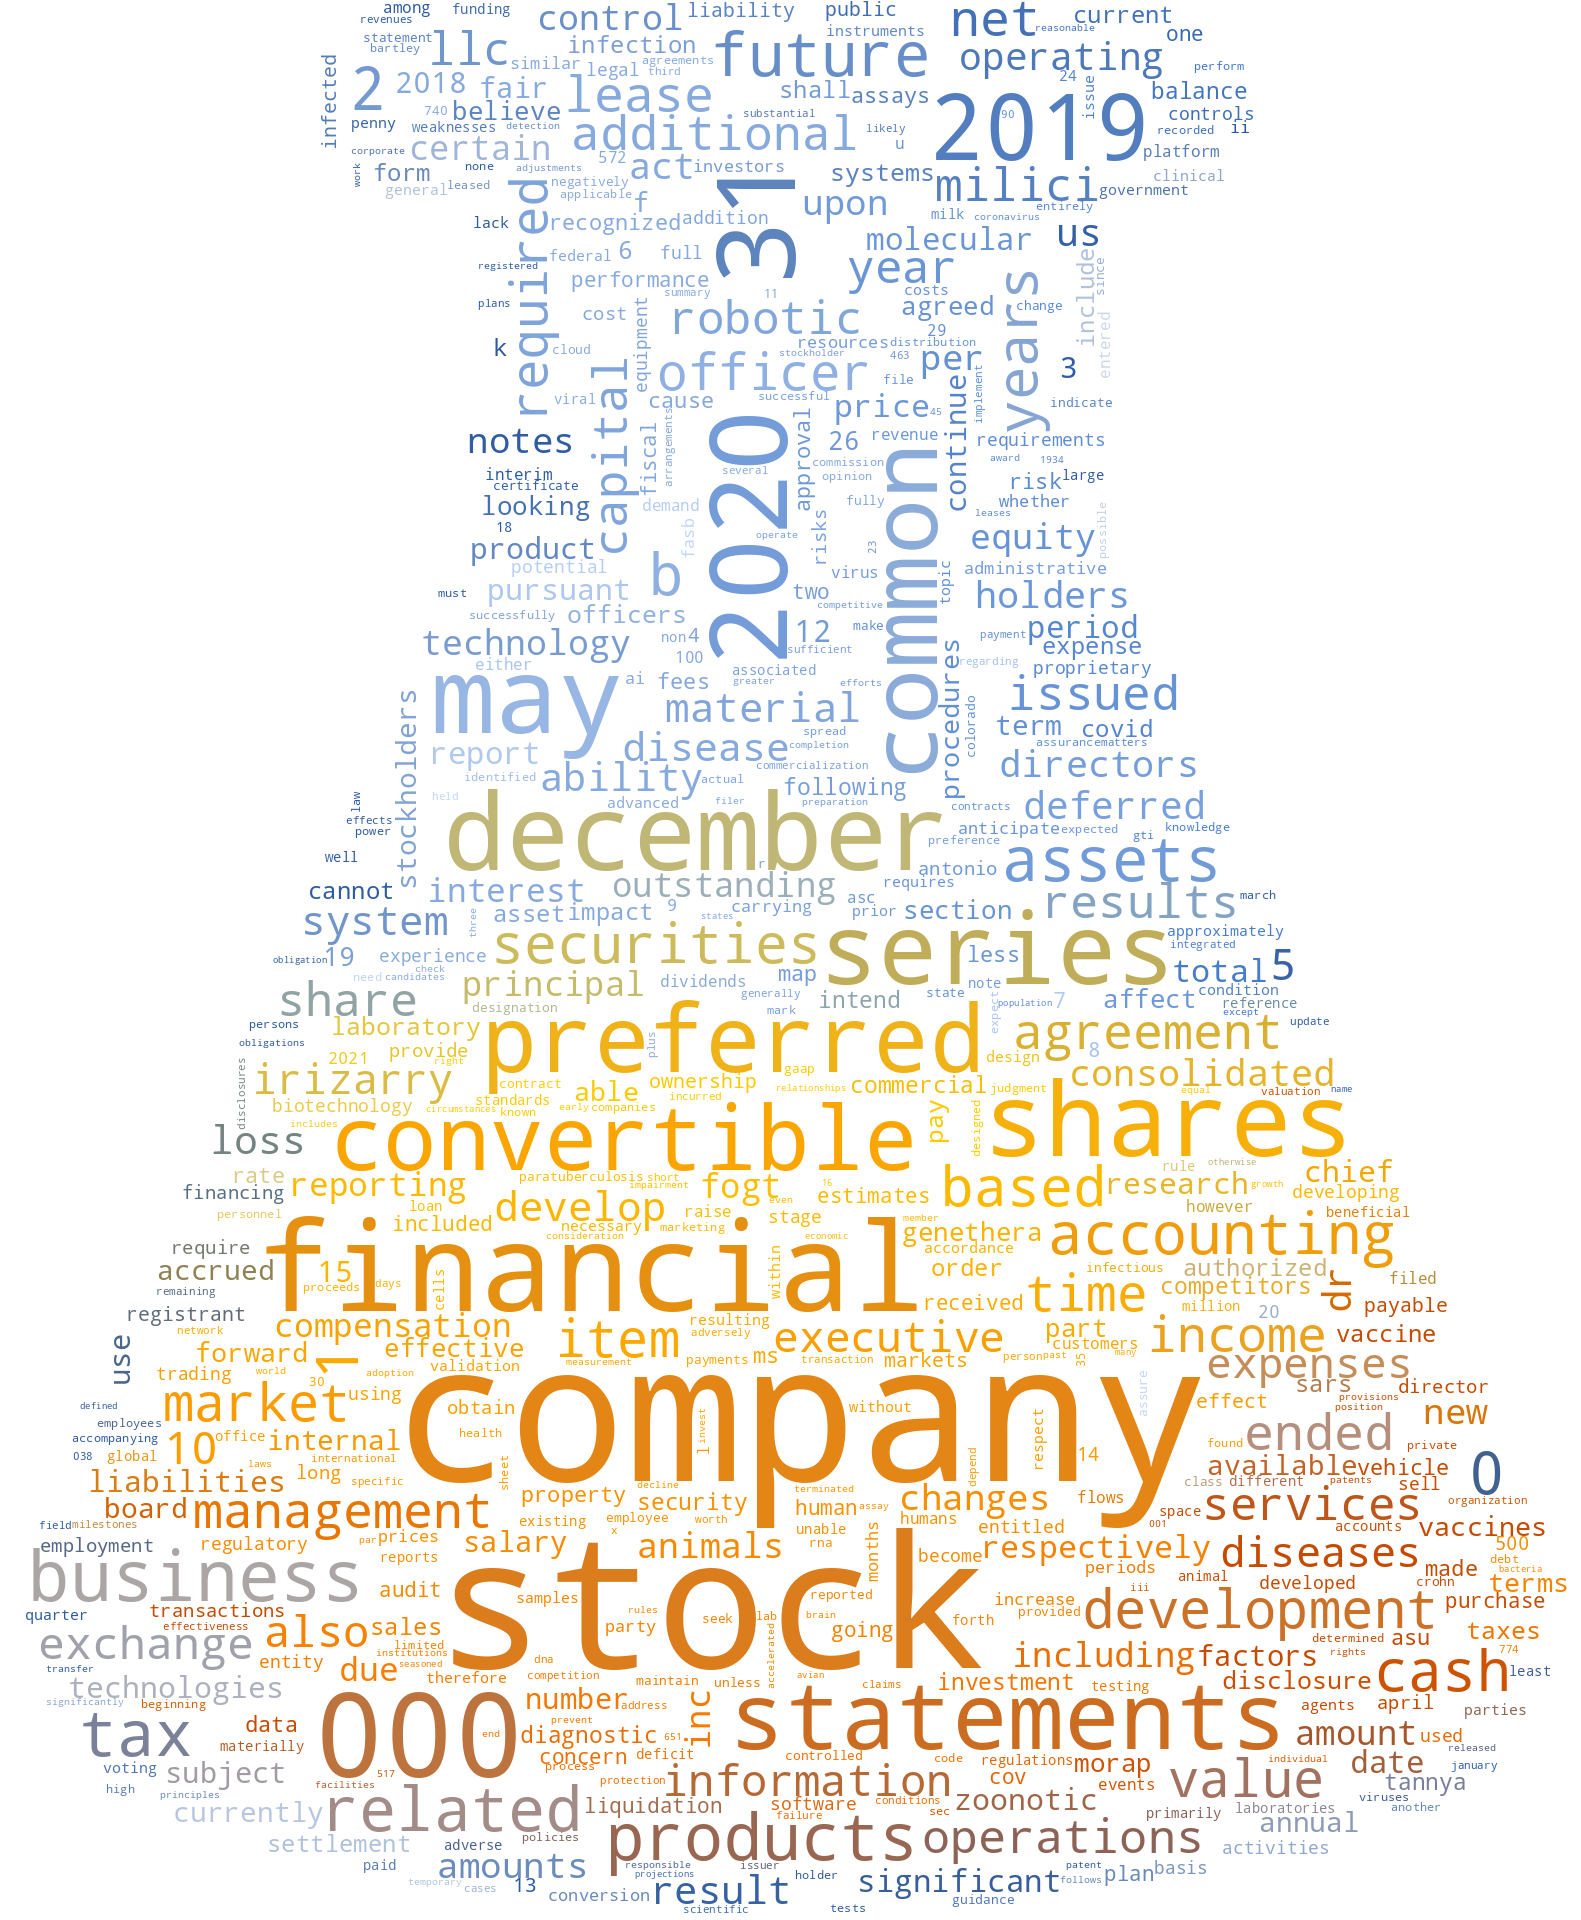 among funding control liability public net current
revenues statement bartley llc infection instruments reasonable one
similar legal agreements third future operating perform
infected 2 2018 fair lease shall assays 24 issue balance
740 believe additional substantial 2019 90 controls
penny weaknesses detection likely recorded ii
corporate certain 572 act investors u platform
work form none adjustments systems milici clinical
general leased negatively applicable f 31 upon government
required recognized addition milk coronavirus entirely
lack federal 6 full molecular us
registered performance year include since
plans summary 11 costs
cost equipment robotic agreed change years entered
k cloud resources distribution 29
capital officer stockholder 463 per 3
viral cause successful file continue implement indicate
notes fiscal arrangements 2020 approval price 45
26 revenue requirements
interim several commission award 1934 large
certificate opinion risk
looking demand fully whether
18 fasb risks common leases possible
product operate 23 equity
potential virus topic administrative
must pursuant b two holders
successfully officers competitive make
technology non 4 12 payment period
100 sufficient expense
either associated procedures regarding proprietary
may ai fees greater efforts issued
stockholders material colorado term covid
report disease spread completion assurancematters
identified ability actual commercialization directors
law held advanced filer following preparation contracts deferred
effects power december anticipate expected gti knowledge
well r preference
cannot interest outstanding antonio assets
requires march
system three asset impact 9 carrying asc prior section results
states approximately
obligation 19 experience securities series less integrated
check need candidates principal dividends map total 5
share designation generally intend state note condition
mark expect population 7 affect reference
persons laboratory preferred except update
obligations 2021 provide plus agreement
disclosures irizarry right gaap design 8 consolidated
contract able ownership relationships commercial judgment equal valuation name
biotechnology circumstances standards known early companies incurred
includes convertible pay designed shares
loss
rate paratuberculosis short rule otherwise chief
financing reporting impairment fogt 16 based research growth
personnel loan develop even estimates developing
included necessary raise stage member however beneficial
consideration marketing economic genethera
require financial accordance accounting
accrued 15 order infectious authorized
remaining proceeds days cells within competitors dr filed
registrant received time million 20 payable
network compensation resulting
use forward 1 effective adversely item executive part customers income vaccine
validation measurement payments ms transaction markets person past 35 many
trading world adoption
30 company assure expenses
market using sars director
defined obtain without effect provisions position new
employees 10 office
accompanying internal health l invest respect found ended private
038 global laws international 14 available vehicle 0
liabilities long specific sheet decline terminated depend class different patents sell
board management property security human assay changes flows organization
field milestones existing employee worth humans space services
employment par prices x unable entitled 001 accounts vaccines
regulatory salary animals rna months respectively 500
business reports become periods diseases debt
audit stock animal made bacteria
quarter samples reported iii developed crohn terms
transactions rules seek lab brain increase purchase
effectiveness also sales party going forth provided development
exchange limited institutions determined asu taxes
transfer entity due seasoned dna accelerated including factors rights 774
technologies therefore competition maintain unless avian claims investment testing disclosure cash least
significantly beginning 000 number address inc statements agents april parties
tax data prevent end diagnostic 651 amount used
materially concern deficit controlled code regulations morap released
voting process individual date january
high principles subject facilities 517 protection information cov events value tannya
viruses
currently related liquidation software conditions zoonotic laboratories another
failure sec primarily
settlement adverse policies products operations annual
activities
paid amounts responsible projections issuer holder patent plan basis
temporary cases 13 conversion result significant follows
scientific tests guidance